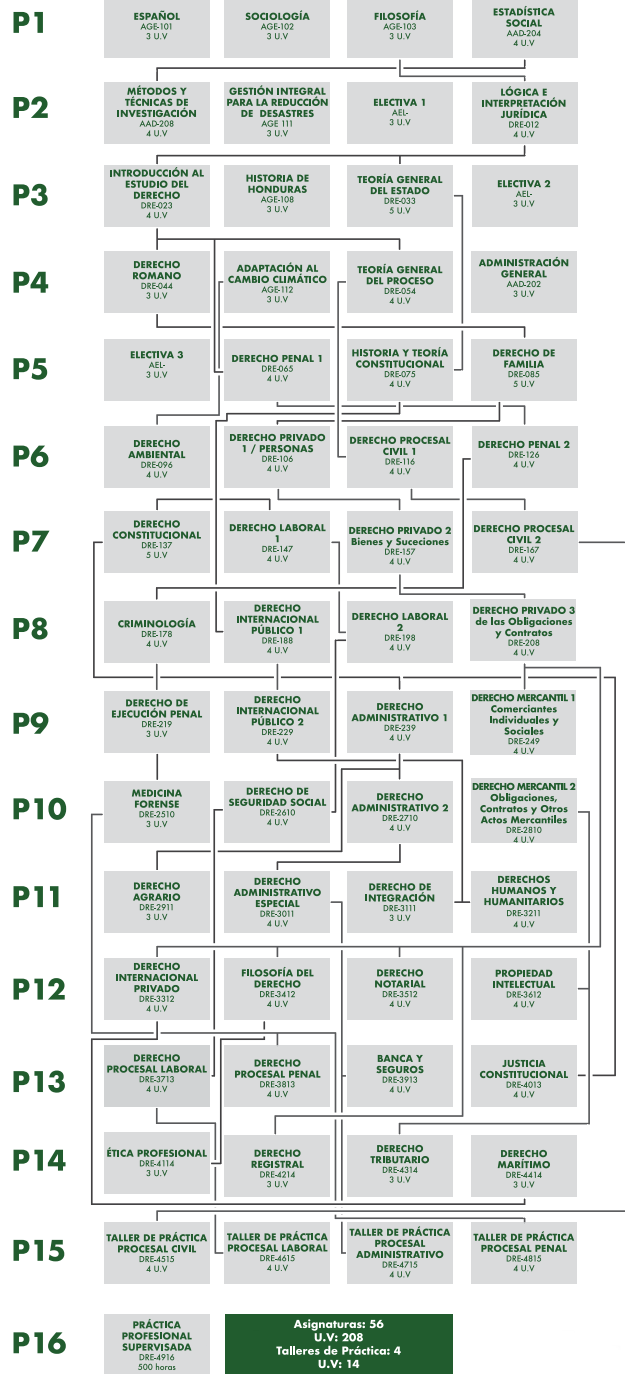 P1
ESPAÑOL
AGE-101
3 U.V
SOCIOLOGÍA
AGE-102
3 U.V
FILOSOFÍA
AGE-103
3 U.V
ESTADÍSTICA
SOCIAL
AAD-204
4 U.V
P2
MÉTODOS Y
TÉCNICAS DE
INVESTIGACIÓN
AAD-208
4 U.V
GESTIÓN INTEGRAL
PARA LA REDUCCIÓN
DE DESASTRES
AGE 111
3 U.V
ELECTIVA 1
AEL-
3 U.V
LÓGICA E
INTERPRETACIÓN
JURÍDICA
DRE-012
4 U.V
P3
INTRODUCCIÓN AL
ESTUDIO DEL
DERECHO
DRE-023
4 U.V
HISTORIA DE
HONDURAS
AGE-108
3 U.V
TEORÍA GENERAL
DEL ESTADO
DRE-033
5 U.V
ELECTIVA 2
AEL-
3 U.V
P4
DERECHO
ROMANO
DRE-044
3 U.V
ADAPTACIÓN AL
CAMBIO CLIMÁTICO
AGE-112
3 U.V
TEORÍA GENERAL
DEL PROCESO
DRE-054
4 U.V
ADMINISTRACIÓN
GENERAL
AAD-202
3 U.V
P5
ELECTIVA 3
AEL-
3 U.V
DERECHO PENAL 1
DRE-065
4 U.V
HISTORIA Y TEORÍA
CONSTITUCIONAL
DRE-075
4 U.V
DERECHO DE
FAMILIA
DRE-085
5 U.V
P6
DERECHO
AMBIENTAL
DRE-096
4 U.V
DERECHO PRIVADO
1 / PERSONAS
DRE-106
4 U.V
DERECHO PROCESAL
CIVIL 1
DRE-116
4 U.V
DERECHO PENAL 2
DRE-126
4 U.V
P7
DERECHO
CONSTITUCIONAL
DRE-137
5 U.V
DERECHO LABORAL
1
DRE-147
4 U.V
DERECHO PRIVADO 2
Bienes y Suceciones
DRE-157
4 U.V
DERECHO PROCESAL
CIVIL 2
DRE-167
4 U.V
P8
CRIMINOLOGÍA
DRE-178
4 U.V
DERECHO
INTERNACIONAL
PÚBLICO 1
DRE-188
4 U.V
DERECHO LABORAL
2
DRE-198
4 U.V
DERECHO PRIVADO 3
de las Obligaciones
y Contratos
DRE-208
4 U.V
P9
DERECHO DE
EJECUCIÓN PENAL
DRE-219
3 U.V
DERECHO
INTERNACIONAL
PÚBLICO 2
DRE-229
4 U.V
DERECHO
ADMINISTRATIVO 1
DRE-239
4 U.V
DERECHO MERCANTIL 1
Comerciantes
Individuales y
Sociales
DRE-249
4 U.V
P10
MEDICINA
FORENSE
DRE-2510
3 U.V
DERECHO DE
SEGURIDAD SOCIAL
DRE-2610
4 U.V
DERECHO
ADMINISTRATIVO 2
DRE-2710
4 U.V
DERECHO MERCANTIL 2
Obligaciones,
Contratos y Otros
Actos Mercantiles
DRE-2810
4 U.V
P11
DERECHO
AGRARIO
DRE-2911
3 U.V
DERECHO
ADMINISTRATIVO
ESPECIAL
DRE-3011
4 U.V
DERECHO DE
INTEGRACIÓN
DRE-3111
3 U.V
DERECHOS
HUMANOS Y
HUMANITARIOS
DRE-3211
4 U.V
P12
DERECHO
INTERNACIONAL
PRIVADO
DRE-3312
4 U.V
FILOSOFÍA DEL
DERECHO
DRE-3412
4 U.V
DERECHO
NOTARIAL
DRE-3512
4 U.V
PROPIEDAD
INTELECTUAL
DRE-3612
4 U.V
P13
DERECHO
PROCESAL LABORAL
DRE-3713
4 U.V
DERECHO
PROCESAL PENAL
DRE-3813
4 U.V
BANCA Y
SEGUROS
DRE-3913
4 U.V
JUSTICIA
CONSTITUCIONAL
DRE-4013
4 U.V
P14
ÉTICA PROFESIONAL
DRE-4114
3 U.V
DERECHO
REGISTRAL
DRE-4214
3 U.V
DERECHO
TRIBUTARIO
DRE-4314
3 U.V
DERECHO
MARÍTIMO
DRE-4414
3 U.V
P15
TALLER DE PRÁCTICA
PROCESAL CIVIL
DRE-4515
4 U.V
TALLER DE PRÁCTICA
PROCESAL LABORAL
DRE-4615
4 U.V
TALLER DE PRÁCTICA
PROCESAL
ADMINISTRATIVO
DRE-4715
4 U.V
TALLER DE PRÁCTICA
PROCESAL PENAL
DRE-4815
4 U.V
P16
PRÁCTICA
PROFESIONAL
SUPERVISADA
DRE-4916
500 horas
Asignaturas: 56
U.V: 208
Talleres de Práctica: 4
U.V: 14